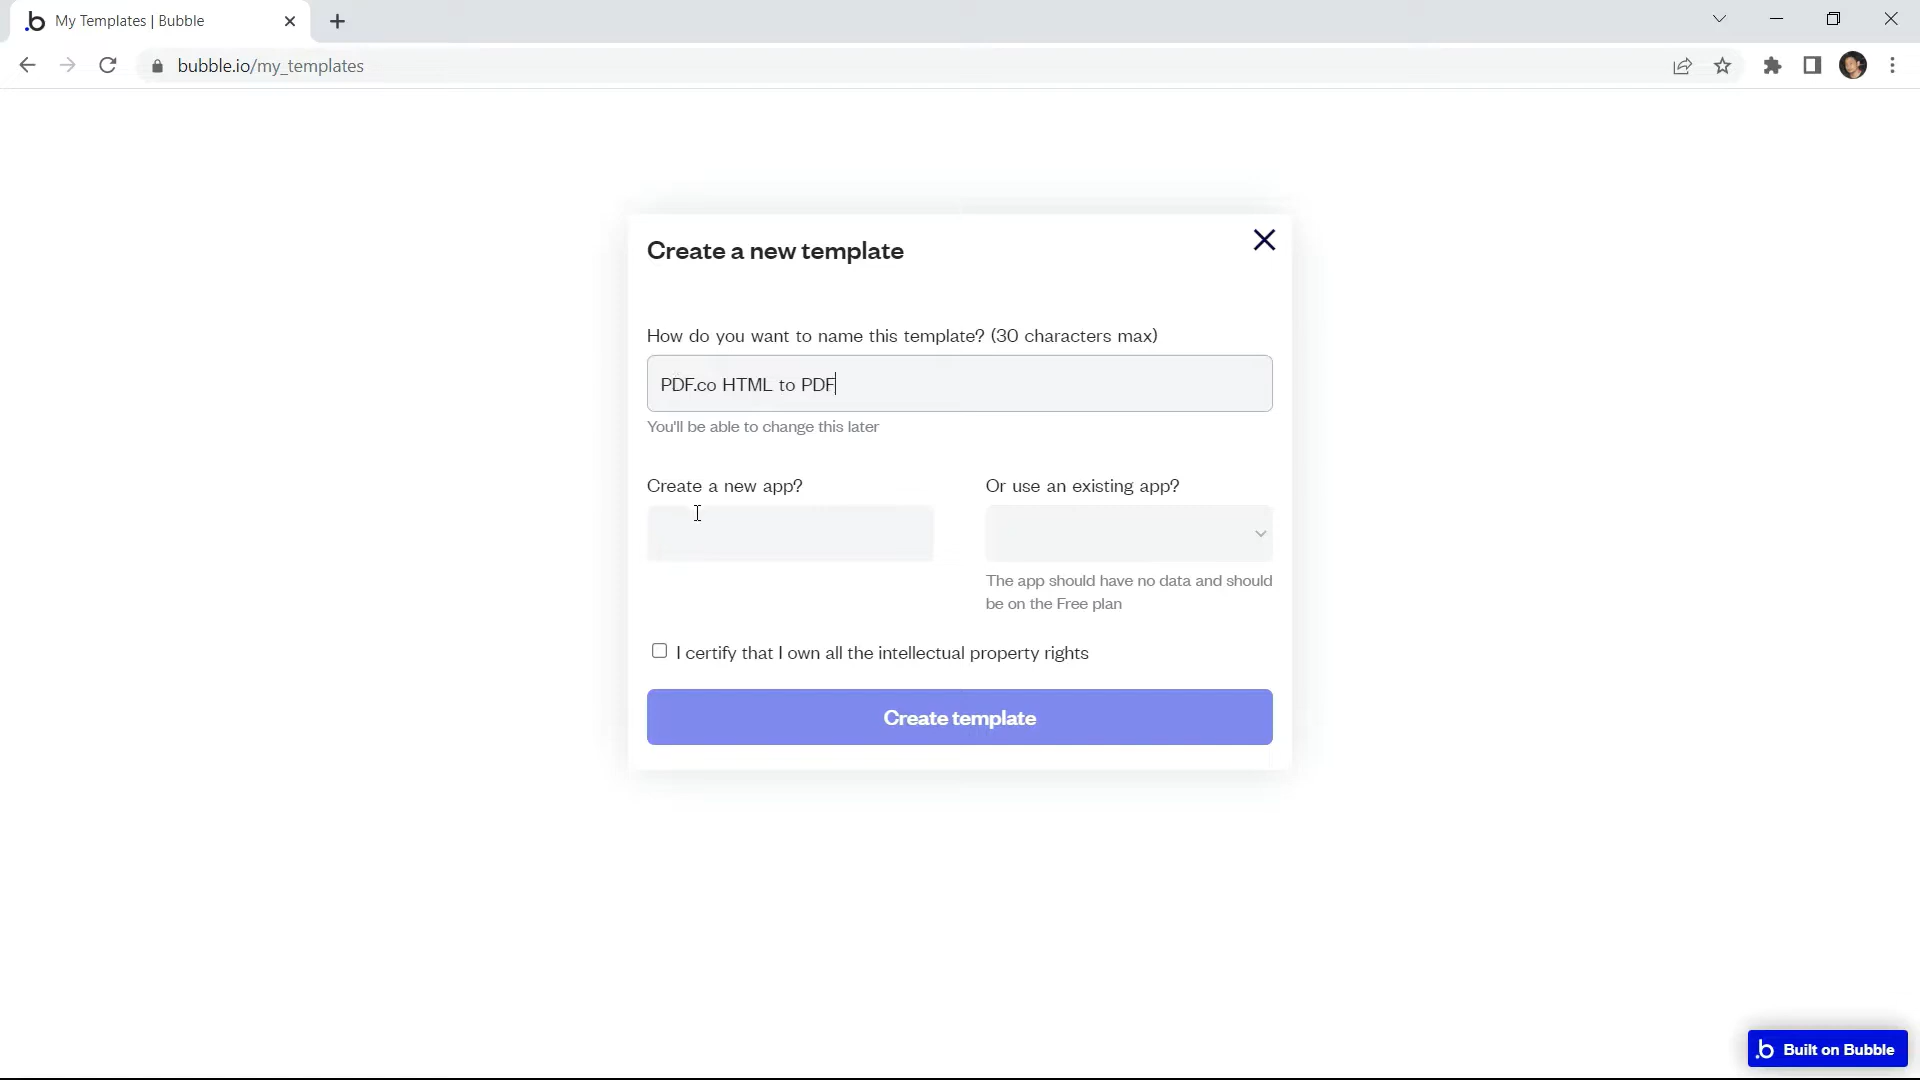 My Templates | Bubble
bubble.io/my_templates
Create a new template
How do you want to name this template? (30 characters max)
PDF.co HTML to PDF
You'll be able to change this later
Create a new app?
Or use an existing app?
The app should have no data and should
be on the Free plan
I certify that I own all the intellectual property rights
Create template
Built on Bubble